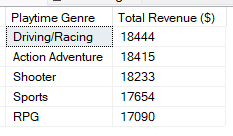 Playtime Genre Total Revenue ($)
Driving/Racing 18444
Action Adventure 18415
Shooter 18233
Sports 17654
RPG 17090